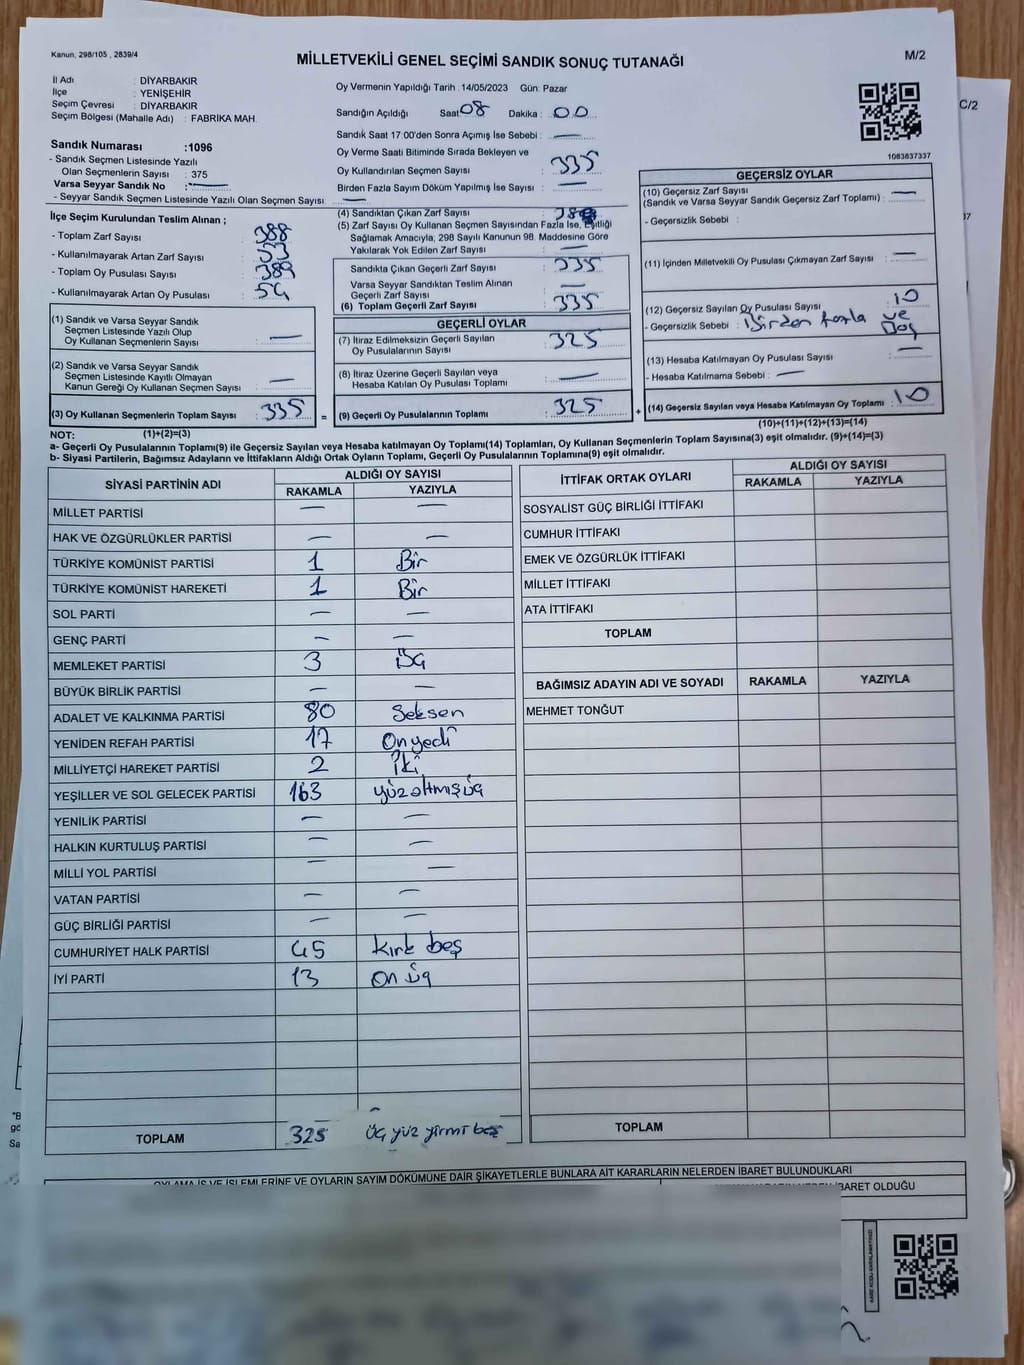 Kanun, 298/105 , 2839/4
MİLLETVEKİLİ GENEL SEÇİMİ SANDIK SONUÇ TUTANAĞI
M/2
C/2
İl Adı : DİYARBAKIR
İlçe : YENİŞEHİR
Seçim Çevresi : DİYARBAKIR
Seçim Bölgesi (Mahalle Adı) : FABRİKA MAH.
Sandık Numarası :1096
- Sandık Seçmen Listesinde Yazılı
Olan Seçmenlerin Sayısı : 375
Varsa Seyyar Sandık No : —
- Seyyar Sandık Seçmen Listesinde Yazılı Olan Seçmen Sayısı: —
Oy Vermenin Yapıldığı Tarih :14/05/2023 Gün: Pazar
Sandığın Açıldığı Saat: 08 Dakika : 00
Sandık Saat 17:00'den Sonra Açımış İse Sebebi : —
Oy Verme Saati Bitiminde Sırada Bekleyen ve
Oy Kullandırılan Seçmen Sayısı : 335
Birden Fazla Sayım Döküm Yapılmış İse Sayısı : —
1083637337
İlçe Seçim Kurulundan Teslim Alınan ;
- Toplam Zarf Sayısı : 388
- Kullanılmayarak Artan Zarf Sayısı : 53
- Toplam Oy Pusulası Sayısı : 389
- Kullanılmayarak Artan Oy Pusulası : 54
(1) Sandık ve Varsa Seyyar Sandık
Seçmen Listesinde Yazılı Olup
Oy Kullanan Seçmenlerin Sayısı : —
(2) Sandık ve Varsa Seyyar Sandık
Seçmen Listesinde Kayıtlı Olmayan
Kanun Gereği Oy Kullanan Seçmen Sayısı : —
(3) Oy Kullanan Seçmenlerin Toplam Sayısı : 335
(1)+(2)=(3)
(4) Sandıktan Çıkan Zarf Sayısı :
(5) Zarf Sayısı Oy Kullanan Seçmen Sayısından Fazla İse, Eşitliği
Sağlamak Amacıyla, 298 Sayılı Kanunun 98. Maddesine Göre
Yakılarak Yok Edilen Zarf Sayısı : —
Sandıkta Çıkan Geçerli Zarf Sayısı : 335
Varsa Seyyar Sandıktan Teslim Alınan
Geçerli Zarf Sayısı : —
(6) Toplam Geçerli Zarf Sayısı : 335
GEÇERLİ OYLAR
(7) İtiraz Edilmeksizin Geçerli Sayılan
Oy Pusulalarının Sayısı : 325
(8) İtiraz Üzerine Geçerli Sayılan veya
Hesaba Katılan Oy Pusulası Toplamı : —
= (9) Geçerli Oy Pusulalarının Toplamı : 325
GEÇERSİZ OYLAR
(10) Geçersiz Zarf Sayısı
(Sandık ve Varsa Seyyar Sandık Geçersiz Zarf Toplamı) : —
- Geçersizlik Sebebi :
(11) İçinden Milletvekili Oy Pusulası Çıkmayan Zarf Sayısı : —
(12) Geçersiz Sayılan Oy Pusulası Sayısı : 10
- Geçersizlik Sebebi : Birden fazla ve
Boş
(13) Hesaba Katılmayan Oy Pusulası Sayısı : —
- Hesaba Katılmama Sebebi : —
+ (14) Geçersiz Sayılan veya Hesaba Katılmayan Oy Toplamı : 10
(10)+(11)+(12)+(13)=(14)
NOT:
a- Geçerli Oy Pusulalarının Toplamı(9) ile Geçersiz Sayılan veya Hesaba katılmayan Oy Toplamı(14) Toplamları, Oy Kullanan Seçmenlerin Toplam Sayısına(3) eşit olmalıdır. (9)+(14)=(3)
b- Siyasi Partilerin, Bağımsız Adayların ve İttifakların Aldığı Ortak Oyların Toplamı, Geçerli Oy Pusulalarının Toplamına(9) eşit olmalıdır.
SİYASİ PARTİNİN ADI ALDIĞI OY SAYISI
RAKAMLA YAZIYLA
MİLLET PARTİSİ — —
HAK VE ÖZGÜRLÜKLER PARTİSİ — —
TÜRKİYE KOMÜNİST PARTİSİ 1 Bir
TÜRKİYE KOMÜNİST HAREKETİ 1 Bir
SOL PARTİ — —
GENÇ PARTİ — —
MEMLEKET PARTİSİ 3 üç
BÜYÜK BİRLİK PARTİSİ — —
ADALET VE KALKINMA PARTİSİ 80 Seksen
YENİDEN REFAH PARTİSİ 17 Onyedi
MİLLİYETÇİ HAREKET PARTİSİ 2 İki
YEŞİLLER VE SOL GELECEK PARTİSİ 163 yüzaltmışüç
YENİLİK PARTİSİ — —
HALKIN KURTULUŞ PARTİSİ — —
MİLLİ YOL PARTİSİ — —
VATAN PARTİSİ — —
GÜÇ BİRLİĞİ PARTİSİ — —
CUMHURİYET HALK PARTİSİ 45 kırk beş
İYİ PARTİ 13 on üç
TOPLAM 325 üç yüz yirmi beş
İTTİFAK ORTAK OYLARI ALDIĞI OY SAYISI
RAKAMLA YAZIYLA
SOSYALİST GÜÇ BİRLİĞİ İTTİFAKI
CUMHUR İTTİFAKI
EMEK VE ÖZGÜRLÜK İTTİFAKI
MİLLET İTTİFAKI
ATA İTTİFAKI
TOPLAM
BAĞIMSIZ ADAYIN ADI VE SOYADI RAKAMLA YAZIYLA
MEHMET TONĞUT
TOPLAM
OYLAMA İŞ VE İŞLEMLERİNE VE OYLARIN SAYIM DÖKÜMÜNE DAİR ŞİKAYETLERLE BUNLARA AİT KARARLARIN NELERDEN İBARET BULUNDUKLARI
İBARET OLDUĞU